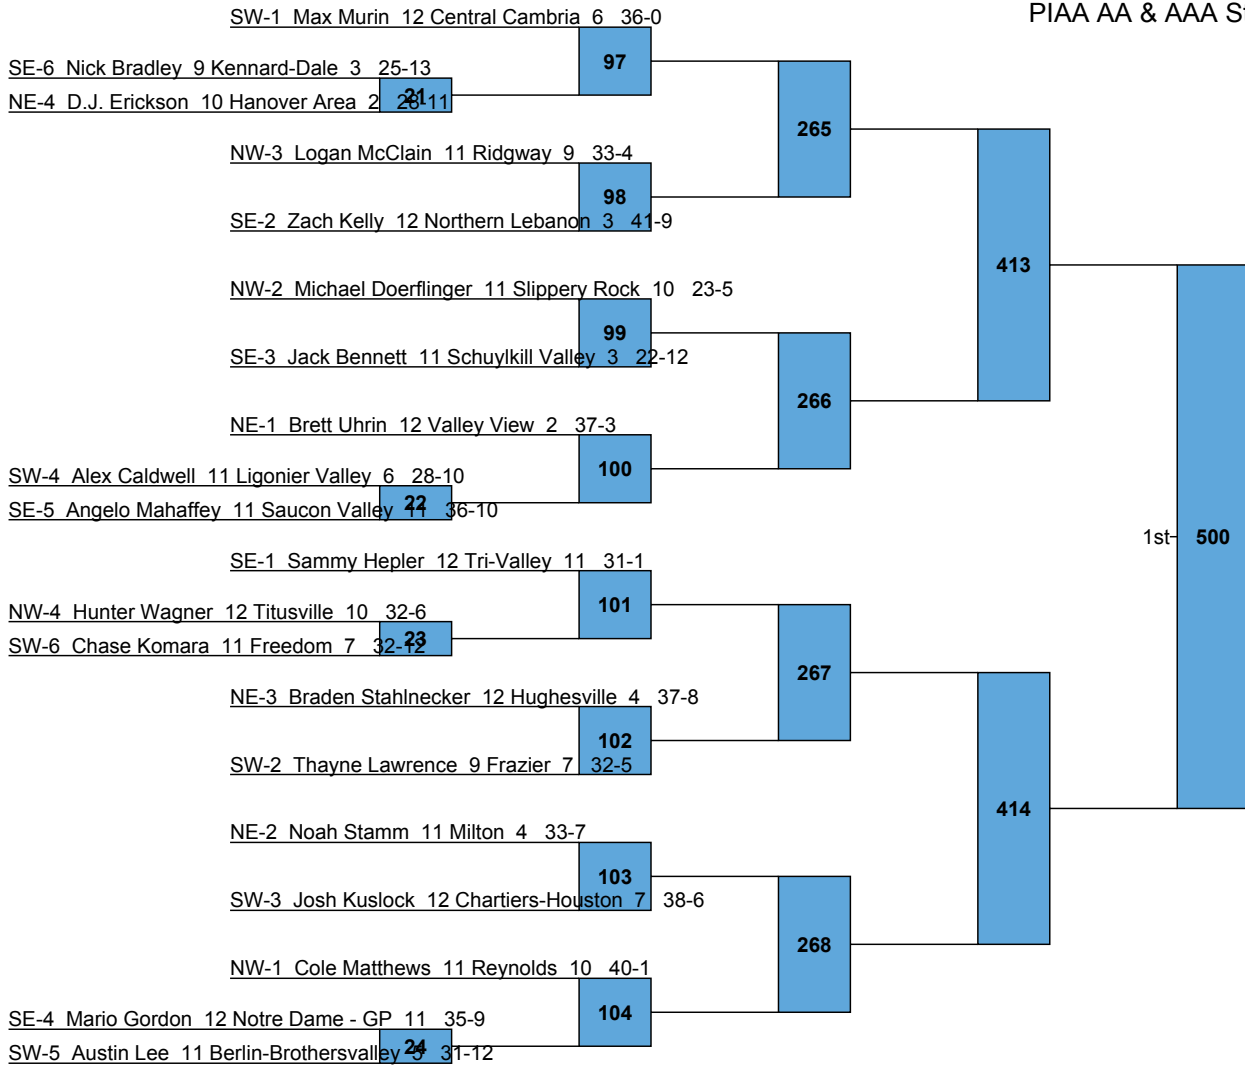 PIAA AA & AAA
SW-1 Max Murin 12 Central Cambria 6 36-0
97
SE-6 Nick Bradley 9 Kennard-Dale 3 25-13
21
NE-4 D.J. Erickson 10 Hanover Area 2 28-11
265
NW-3 Logan McClain 11 Ridgway 9 33-4
98
SE-2 Zach Kelly 12 Northern Lebanon 3 41-9
413
NW-2 Michael Doerflinger 11 Slippery Rock 10 23-5
99
SE-3 Jack Bennett 11 Schuylkill Valley 3 22-12
266
NE-1 Brett Uhrin 12 Valley View 2 37-3
100
SW-4 Alex Caldwell 11 Ligonier Valley 6 28-10
22
SE-5 Angelo Mahaffey 11 Saucon Valley 11 36-10
1st
500
SE-1 Sammy Hepler 12 Tri-Valley 11 31-1
101
NW-4 Hunter Wagner 12 Titusville 10 32-6
23
SW-6 Chase Komara 11 Freedom 7 32-12
267
NE-3 Braden Stahlnecker 12 Hughesville 4 37-8
102
SW-2 Thayne Lawrence 9 Frazier 7 32-5
414
NE-2 Noah Stamm 11 Milton 4 33-7
103
SW-3 Josh Kuslock 12 Chartiers-Houston 7 38-6
268
NW-1 Cole Matthews 11 Reynolds 10 40-1
104
SE-4 Mario Gordon 12 Notre Dame - GP 11 35-9
24
SW-5 Austin Lee 11 Berlin-Brothersvalley 5 31-12